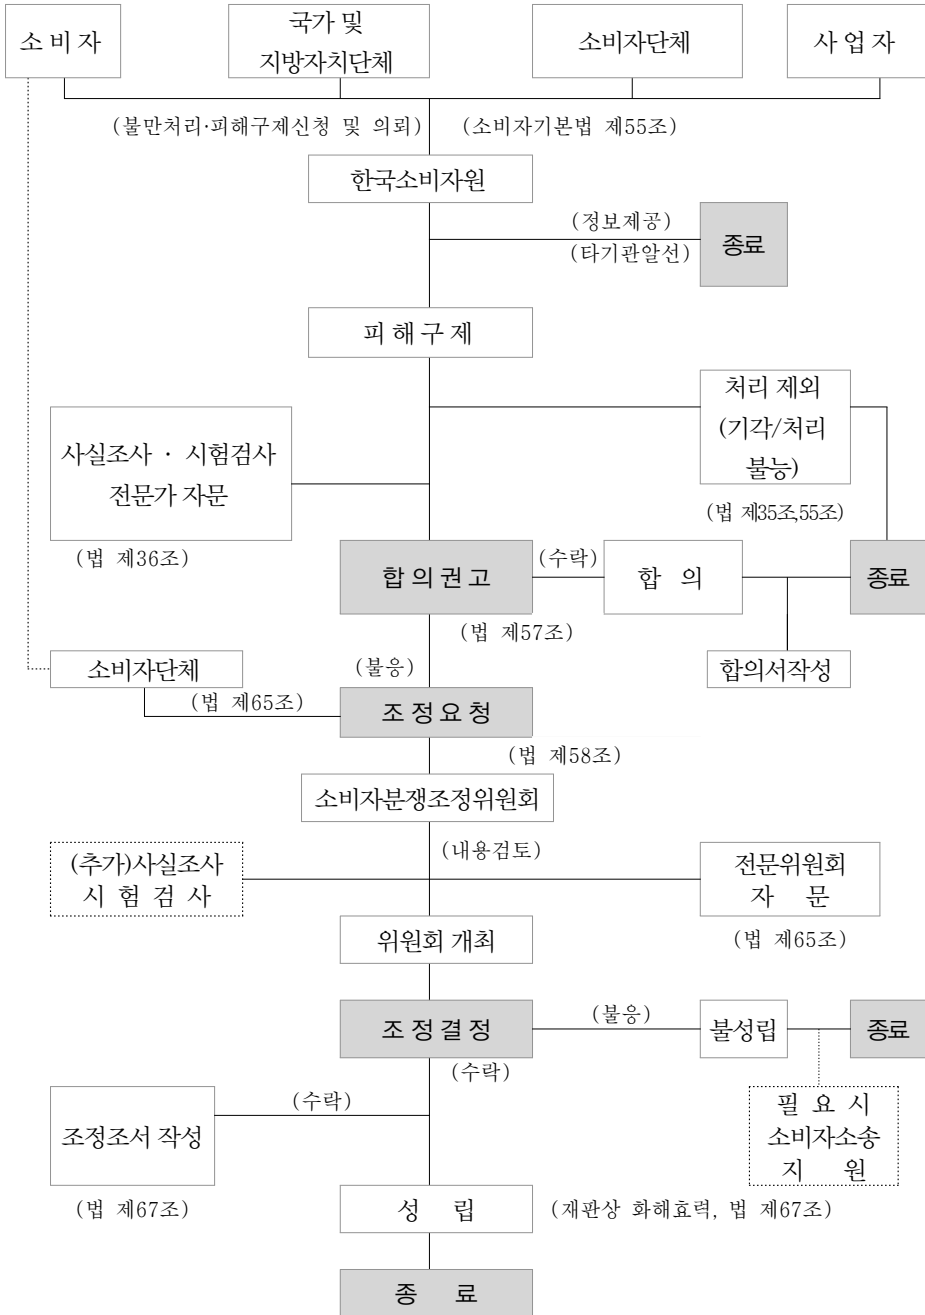 소 비 자
국가 및
지방자치단체
소비자단체
사 업 자
(불만처리·피해구제신청 및 의뢰)
(소비자기본법 제55조)
한국소비자원
(정보제공)
(타기관알선)
종료
피 해 구 제
처리 제외
(기각/처리
불능)
(법 제35조,55조)
사실조사 · 시험검사
전문가 자문
(법 제36조)
합 의 권 고
(수락)
합 의
종료
(법 제57조)
합의서작성
소비자단체
(불응)
(법 제65조)
조 정 요 청
(법 제58조)
소비자분쟁조정위원회
(내용검토)
(추가)사실조사
시 험 검 사
전문위원회
자 문
(법 제65조)
위원회 개최
조 정 결 정
(불응)
불성립
종료
(수락)
필 요 시
소비자소송
지 원
조정조서 작성
(수락)
(법 제67조)
성 립
(재판상 화해효력, 법 제67조)
종 료